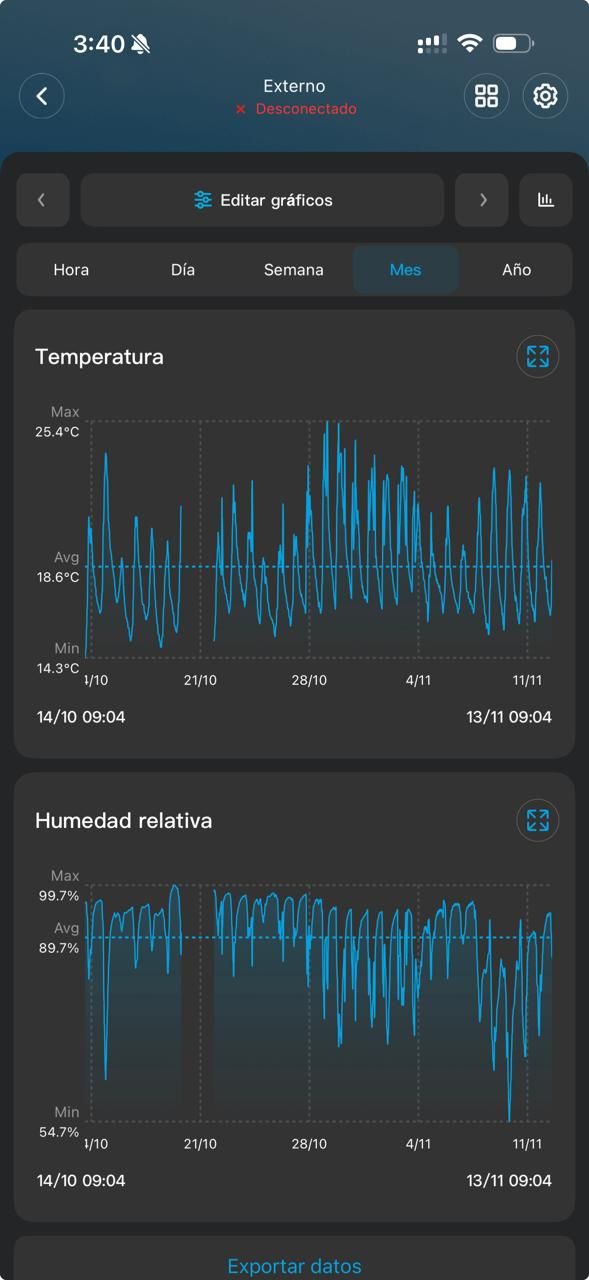 3:40
Externo
× Desconectado
Editar gráficos
Hora Día Semana Mes Año
Temperatura
Max
25.4°C
Avg
18.6°C
Min
14.3°C
/10 21/10 28/10 4/11 11/11
14/10 09:04 13/11 09:04
Humedad relativa
Max
99.7%
Avg
89.7%
Min
54.7%
/10 21/10 28/10 4/11 11/11
14/10 09:04 13/11 09:04
Exportar datos